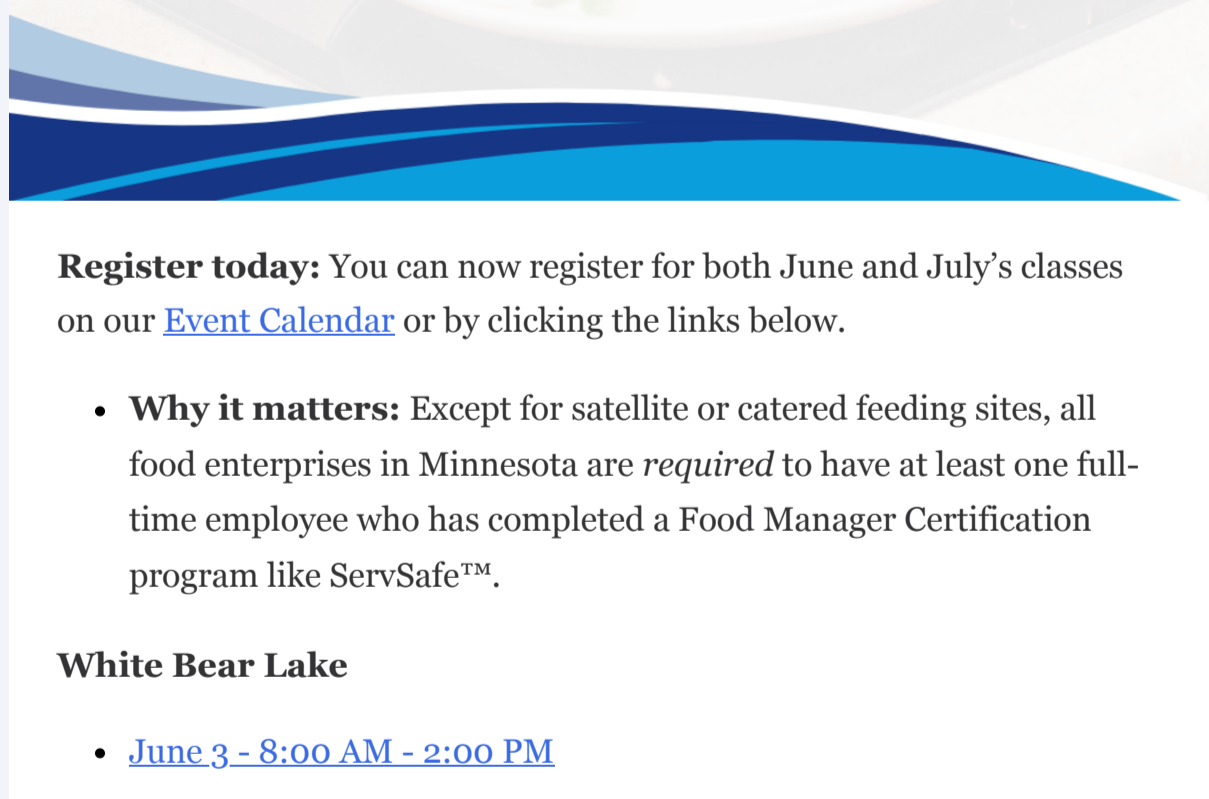 Register today: You can now register for both June and July’s classes
on our Event Calendar or by clicking the links below.
• Why it matters: Except for satellite or catered feeding sites, all
food enterprises in Minnesota are required to have at least one full-
time employee who has completed a Food Manager Certification
program like ServSafe™.
White Bear Lake
• June 3 - 8:00 AM - 2:00 PM